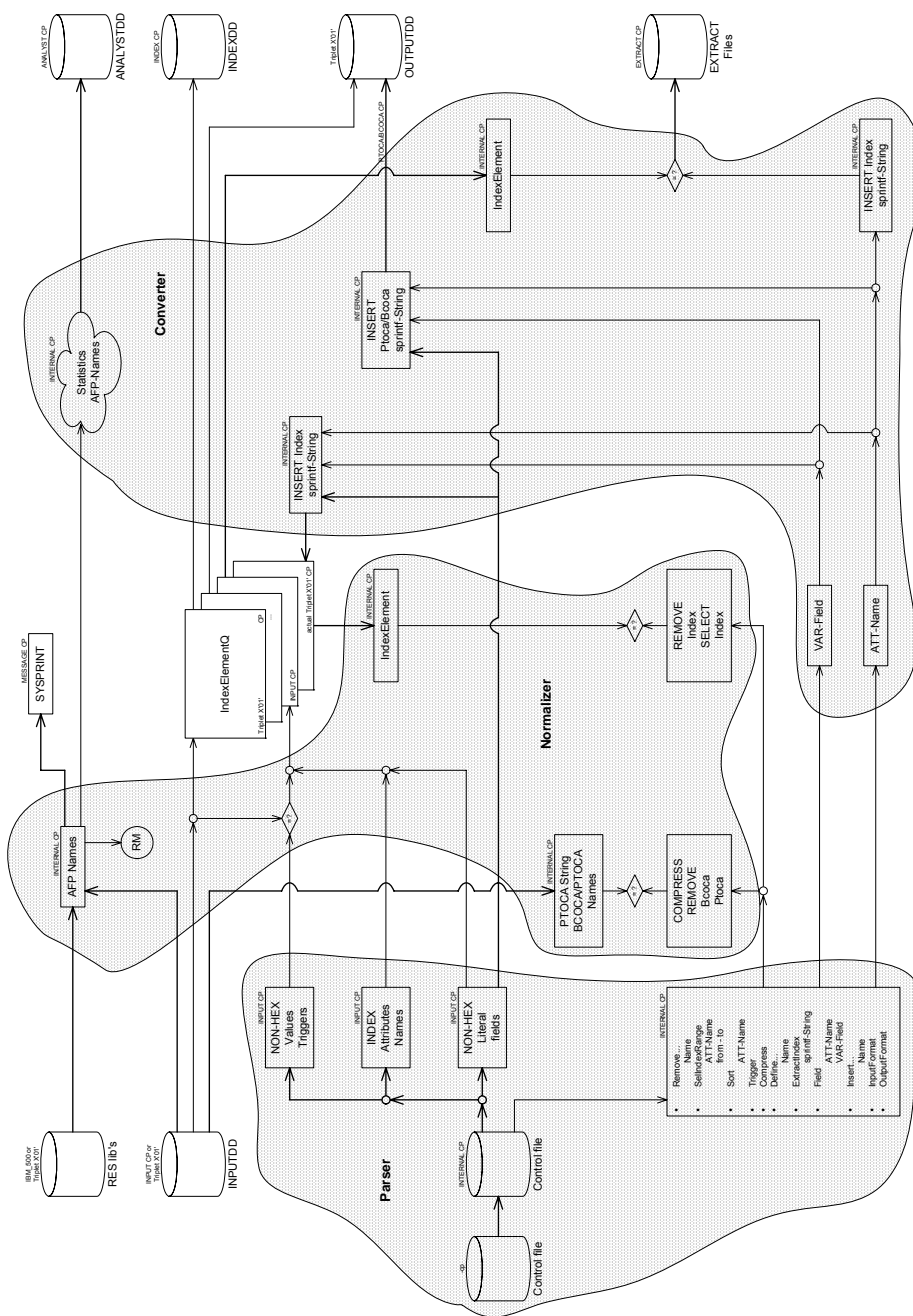 ANALYST CP
ANALYSTDD
INDEX CP
INDEXDD
Triplet X'01'
OUTPUTDD
EXTRACT CP
EXTRACT
Files
PTOCA/BCOCA CP
Converter
INTERNAL CP
Statistics
AFP-Names
INTERNAL CP
IndexElement
= ?
INTERNAL CP
INSERT Index
sprintf-String
INTERNAL CP
INSERT
Ptoca/Bcoca
sprintf-String
INTERNAL CP
INSERT Index
sprintf-String
MESSAGE CP
SYSPRINT
CP
...
IndexElementQ
Triplet X'01'
INPUT CP
actual Triplet X'01' CP
INTERNAL CP
IndexElement
= ?
REMOVE
Index
SELECT
Index
VAR-Field
ATT-Name
Normalizer
INTERNAL CP
AFP Names
RM
= ?
INTERNAL CP
PTOCA String
BCOCA/PTOCA
Names
= ?
COMPRESS
REMOVE
Bcoca
Ptoca
INPUT CP
NON-HEX
Values
Triggers
INPUT CP
INDEX
Attributes
Names
INPUT CP
NON-HEX
Literal
fields
IBM_500 or
Triplet X'01'
RES lib's
INPUT CP or
Triplet X'01'
INPUTDD
Parser
INTERNAL CP
Control file
-cp
Control file
INTERNAL CP
• Remove...
Name
• SelIndexRange
ATT-Name
from - to
• Sort
ATT-Name
• Trigger
• Compress
• Define...
Name
• ExtractIndex
sprintf-String
• Field
ATT-Name
VAR-Field
• Insert...
Name
• InputFormat
• OutputFormat